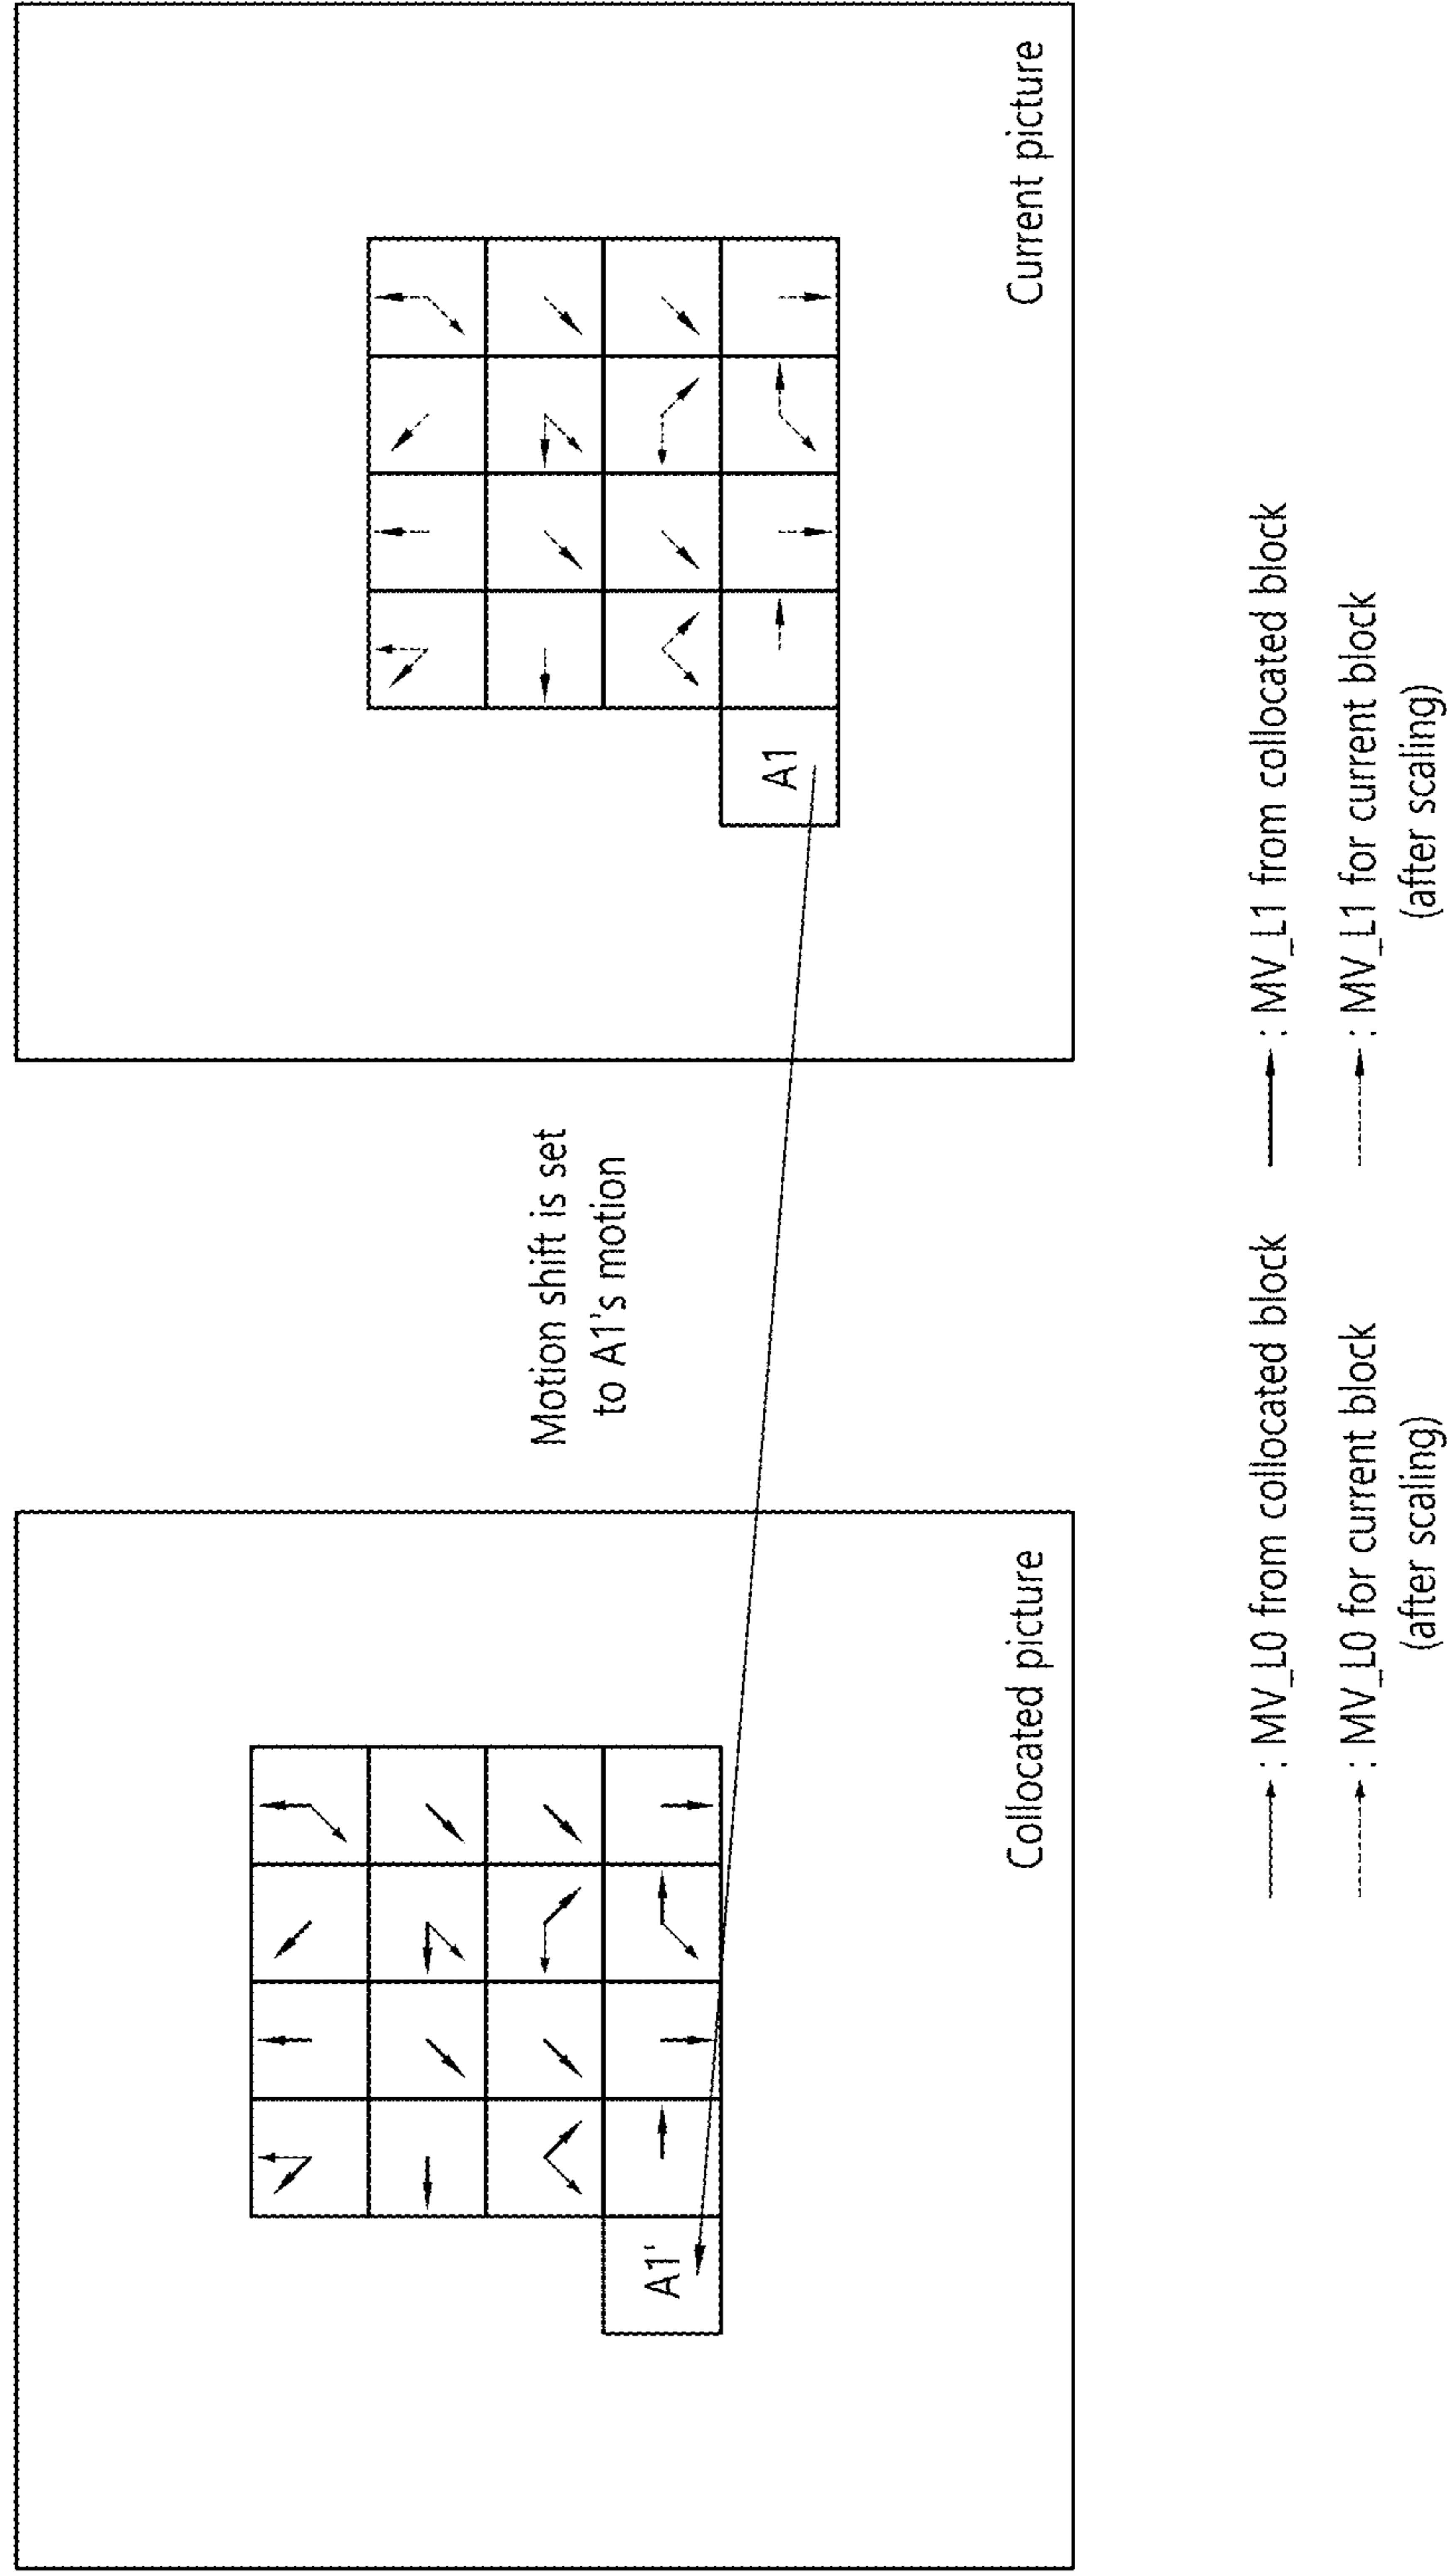 Motion shift is set
to A1's motion
A1'
A1
Collocated picture
Current picture
: MV_L0 from collocated block
: MV_L1 from collocated block
: MV_L0 for current block
(after scaling)
: MV_L1 for current block
(after scaling)